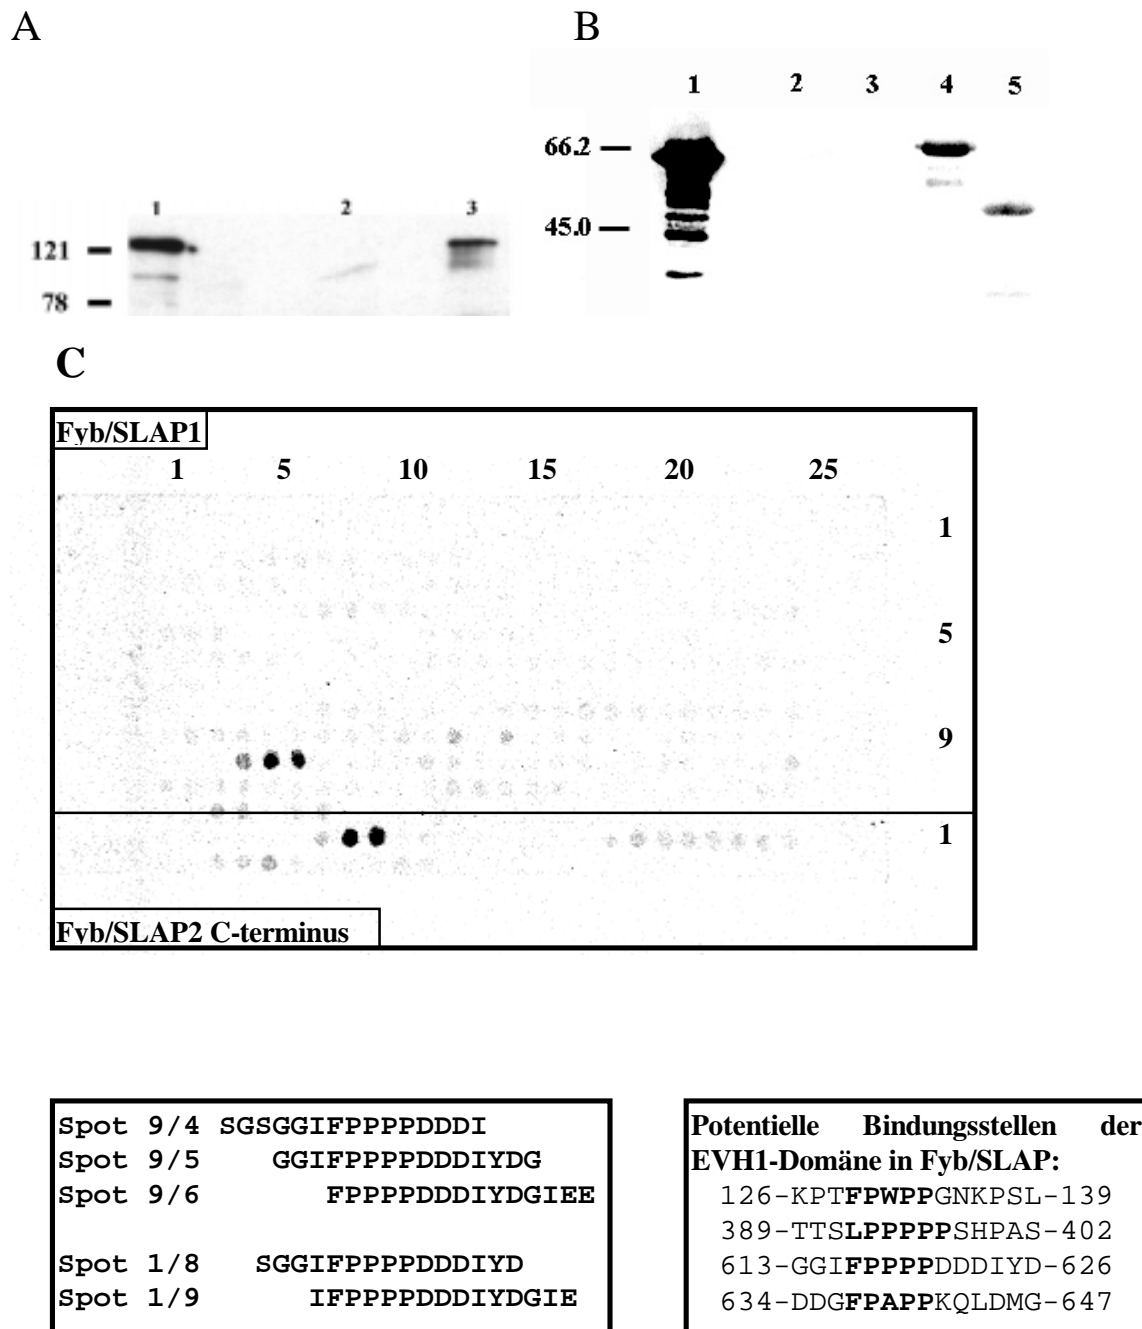 A
B
1 2 3 4 5
66.2
45.0
1 2 3
121
78
C
Fyb/SLAP1
1 5 10 15 20 25
1
5
9
1
Fyb/SLAP2 C-terminus
Spot 9/4 SGSGGIFPPPPDDDI
Spot 9/5 GGIFPPPPDDDIYDG
Spot 9/6 FPPPPDDDIYDGIEE
Spot 1/8 SGGIFPPPPDDDIYD
Spot 1/9 IFPPPPDDDIYDGIE
Potentielle Bindungsstellen der
EVH1-Domäne in Fyb/SLAP:
126-KPTFPWPPGNKPSL-139
389-TTSLPPPPPSHPAS-402
613-GGIFPPPPDDDIYD-626
634-DDGFPAPPKQLDMG-647